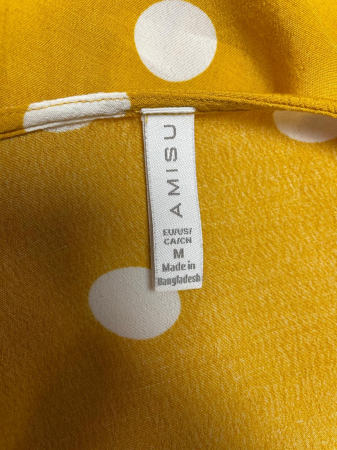 AMISU
EU/US/
CA/CN
M
Made in
Bangladesh